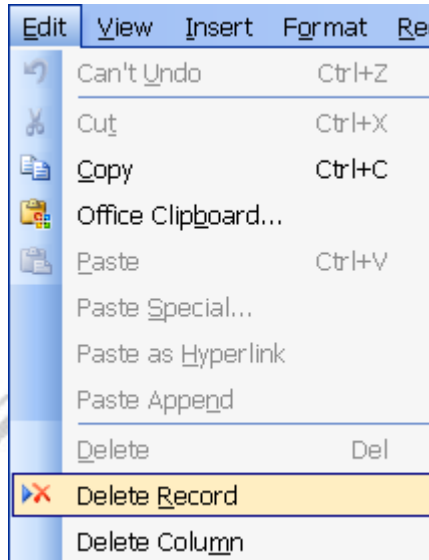 Edit View Insert Format Re
Can't Undo Ctrl+Z
Cut Ctrl+X
Copy Ctrl+C
Office Clipboard...
Paste Ctrl+V
Paste Special...
Paste as Hyperlink
Paste Append
Delete Del
Delete Record
Delete Column